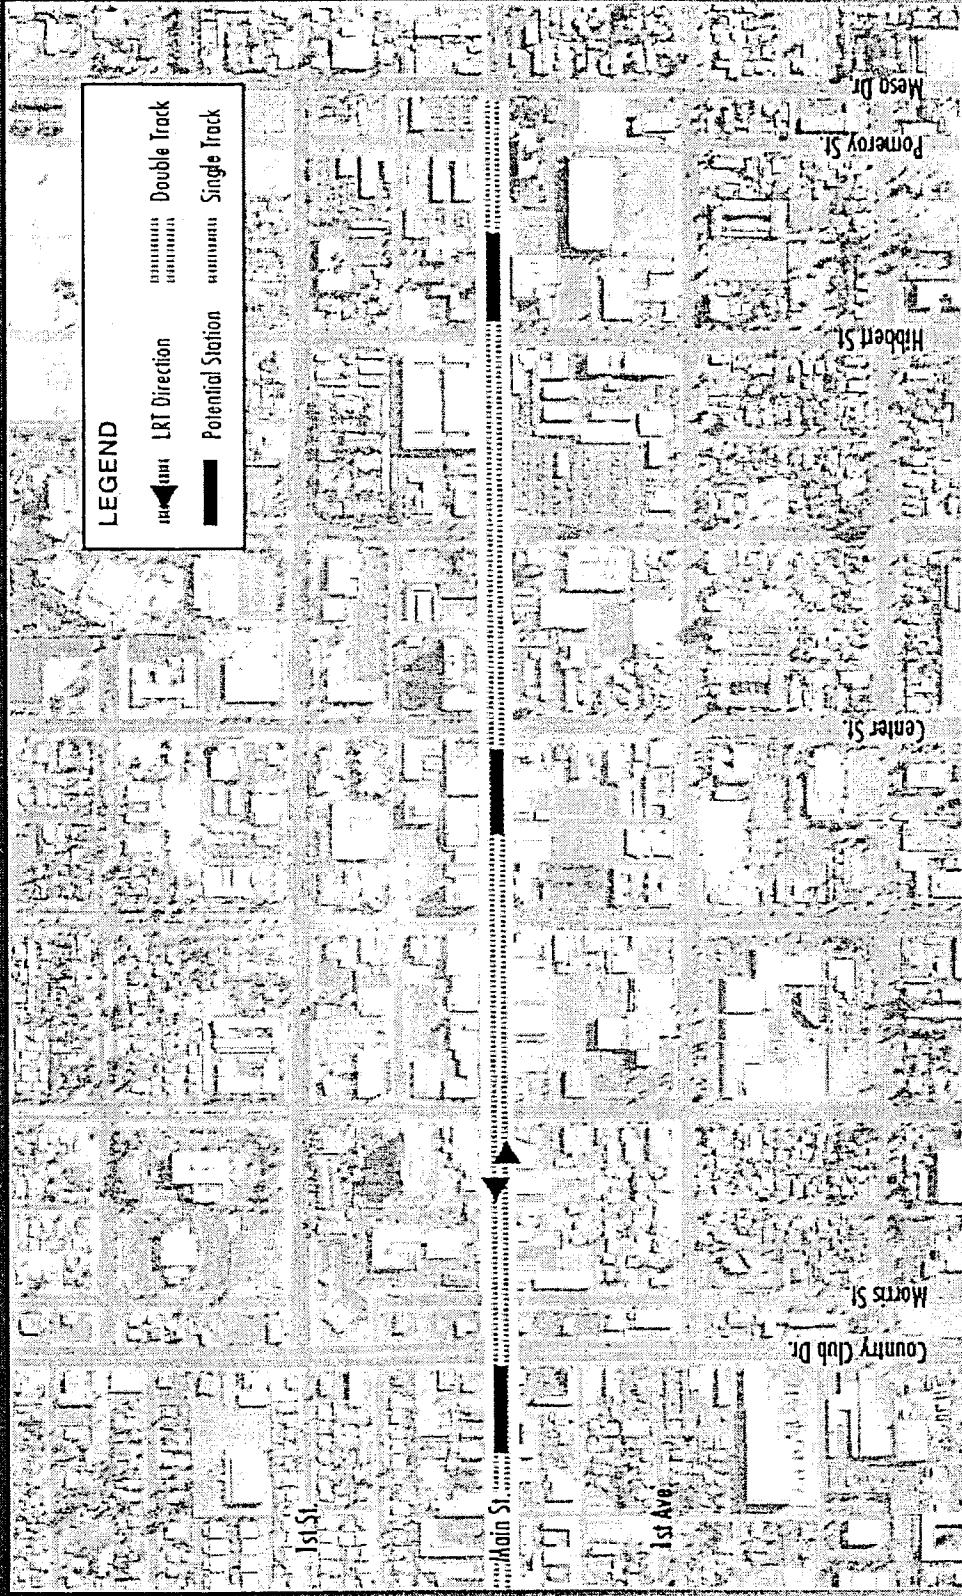 LEGEND
LRT Direction
Double Track
Potential Station
Single Track
1st St.
Main St
1st Ave.
Country Club Dr.
Morris St
Center St
Hibbert St
Pomeroy St
Mesa Dr